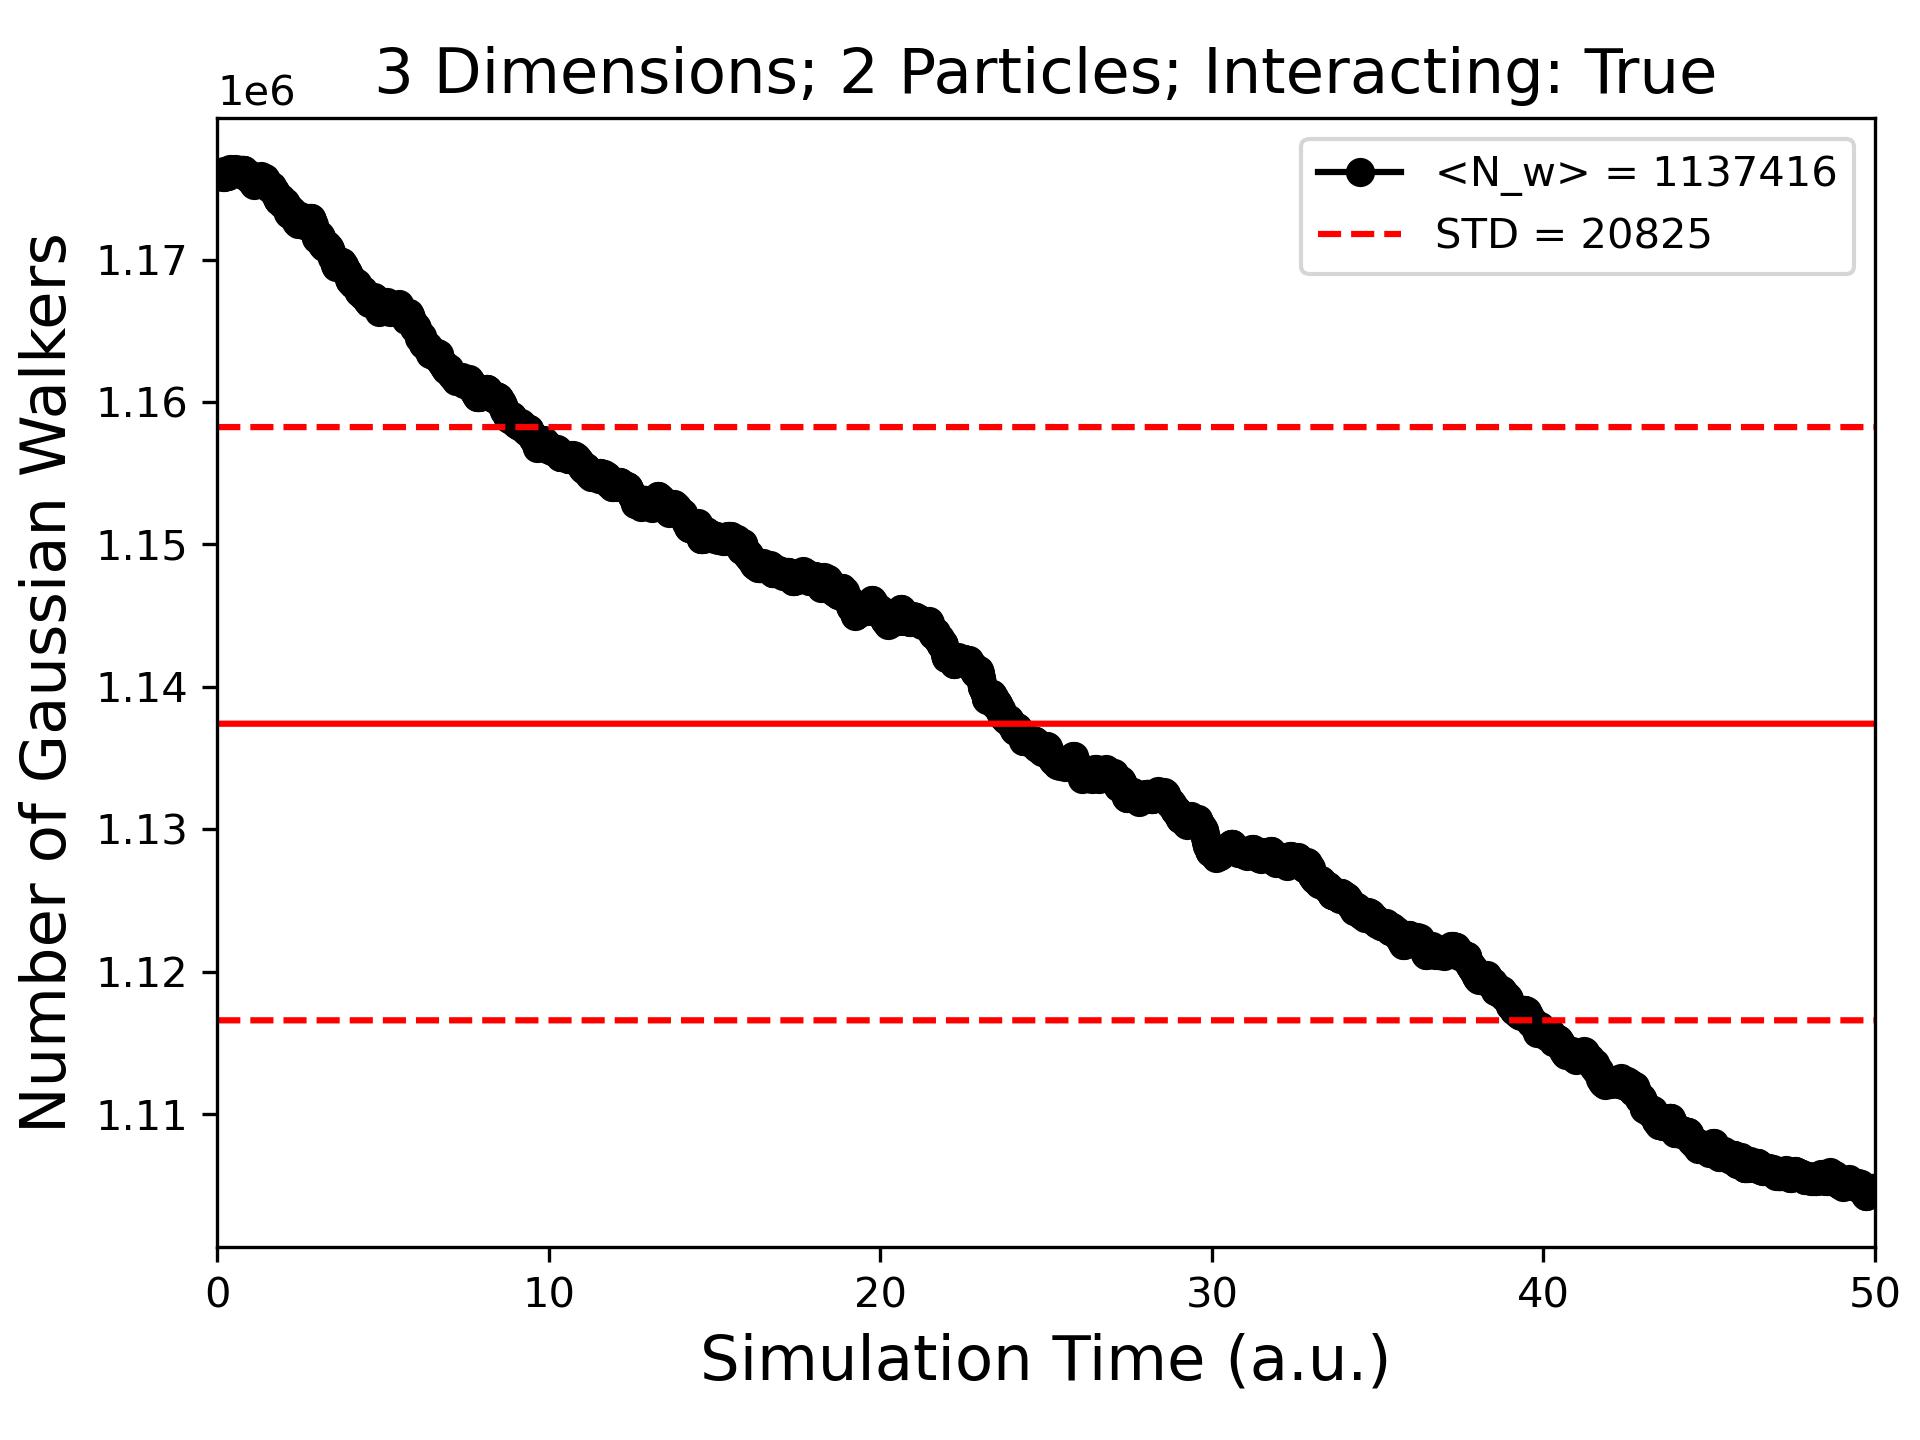 3 Dimensions; 2 Particles; Interacting: True
1e6
<N_w> = 1137416
STD = 20825
Number of Gaussian Walkers
1.17
1.16
1.15
1.14
1.13
1.12
1.11
0 10 20 30 40 50
Simulation Time (a.u.)